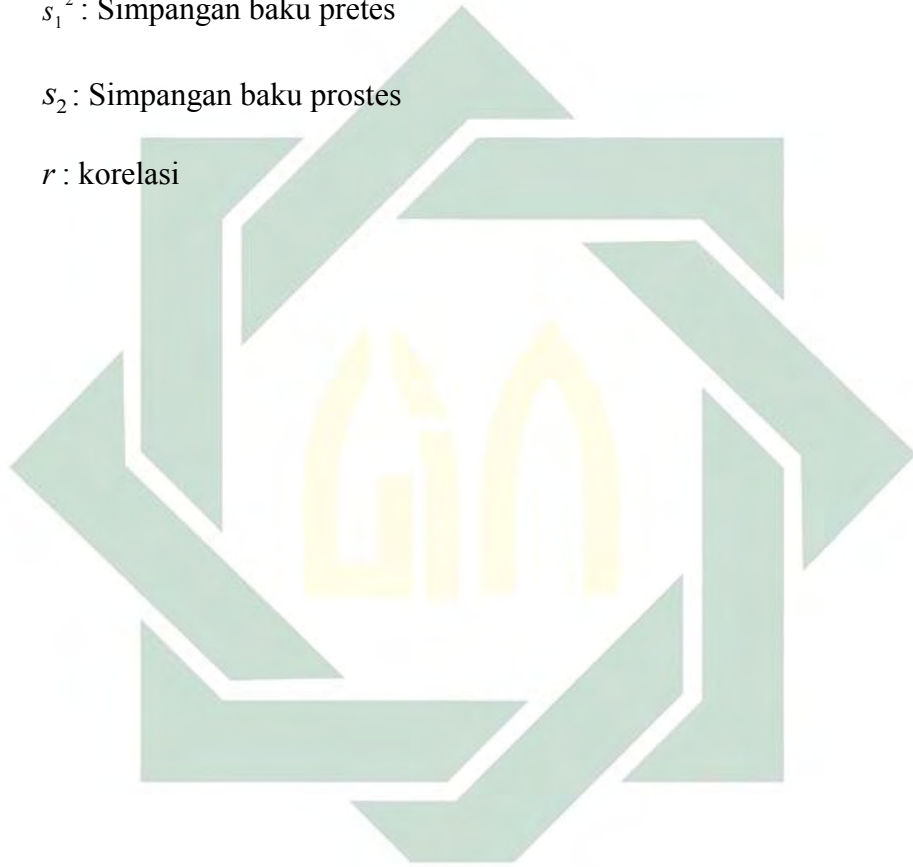 s₁² : Simpangan baku pretes
s₂ : Simpangan baku prostes
r : korelasi